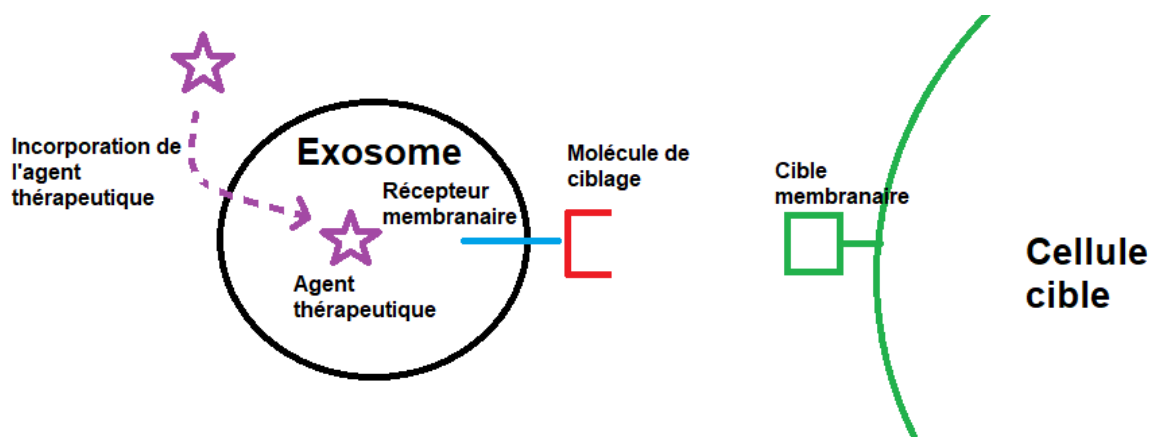 Incorporation de
l'agent
thérapeutique
Exosome
Récepteur
membranaire
Agent
thérapeutique
Molécule de
ciblage
Cible
membranaire
Cellule
cible